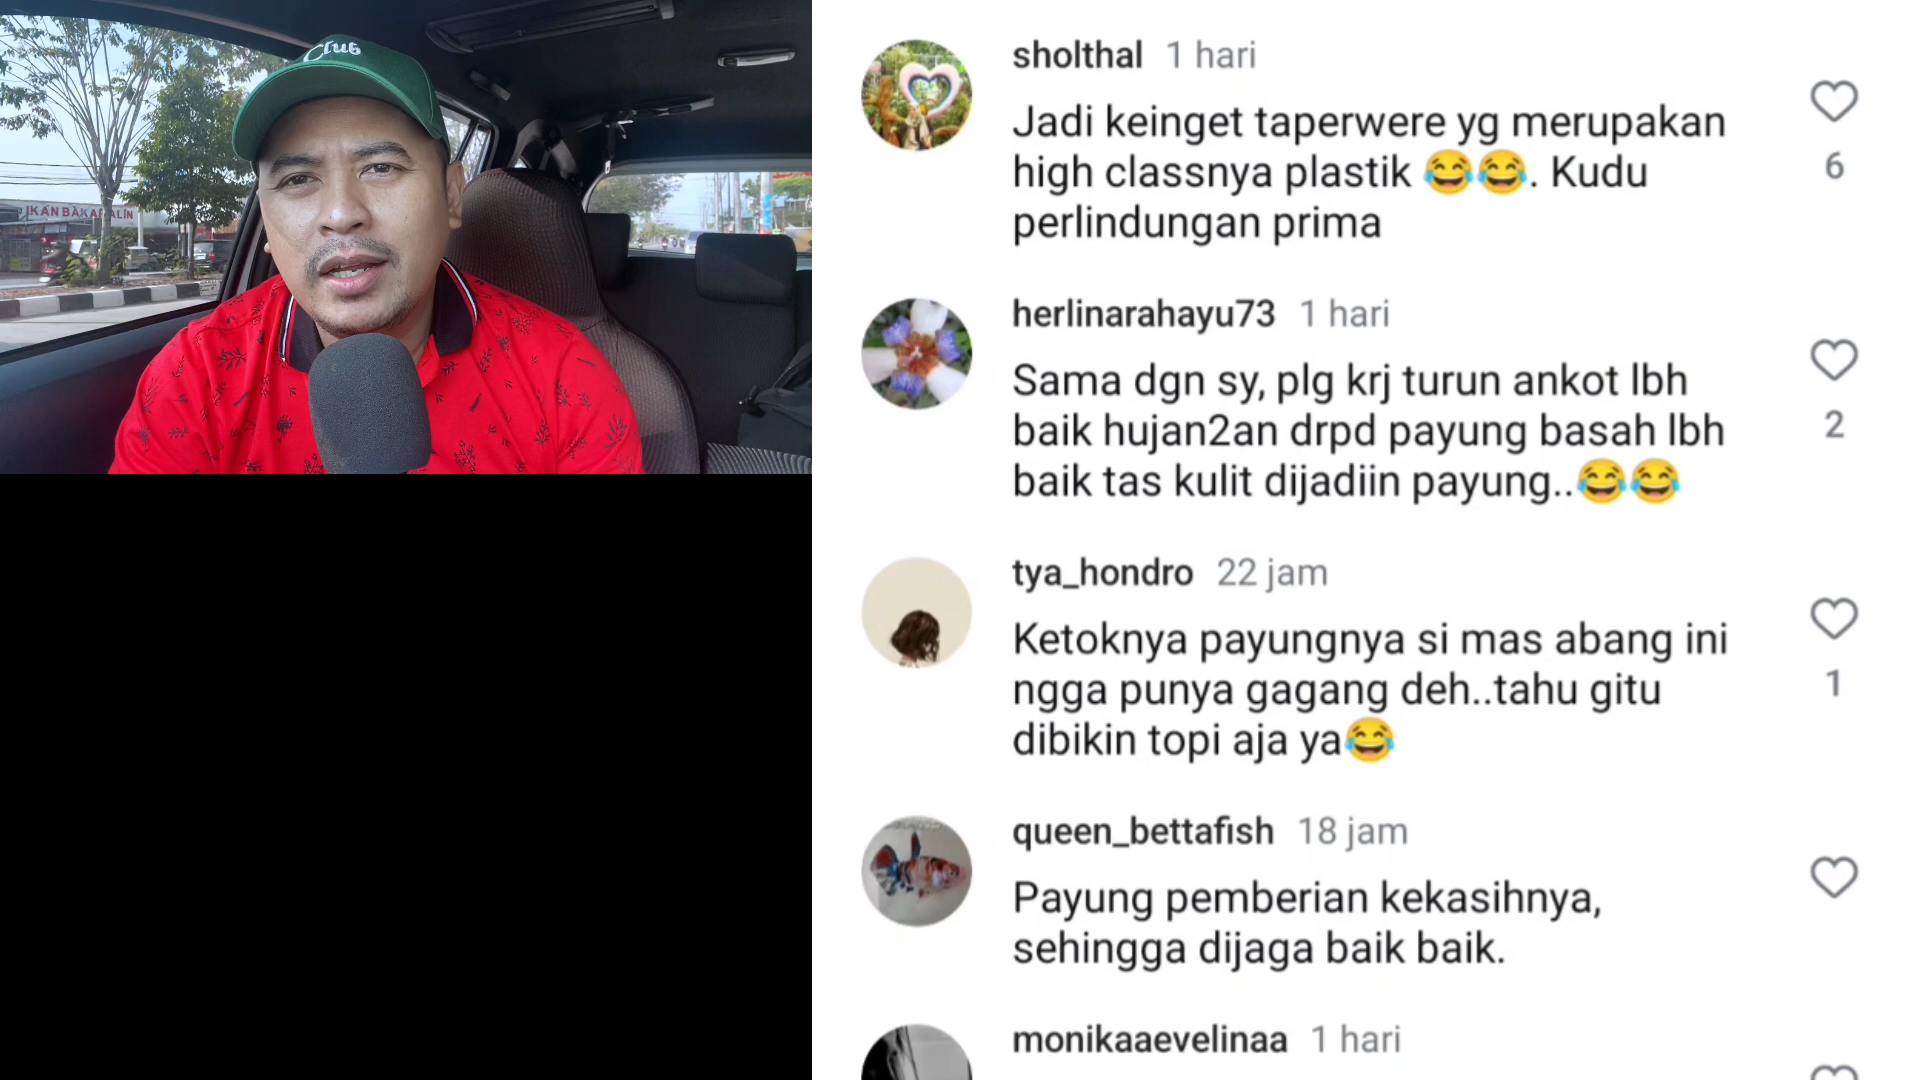 Club
IKAN BAKAR ALIN
sholthal 1 hari
Jadi keinget taperwere yg merupakan
high classnya plastik 😂😂. Kudu
perlindungan prima
6
herlinarahayu73 1 hari
Sama dgn sy, plg krj turun ankot lbh
baik hujan2an drpd payung basah lbh
baik tas kulit dijadiin payung..😂😂
2
tya_hondro 22 jam
Ketoknya payungnya si mas abang ini
ngga punya gagang deh..tahu gitu
dibikin topi aja ya😂
1
queen_bettafish 18 jam
Payung pemberian kekasihnya,
sehingga dijaga baik baik.
monikaaevelinaa 1 hari